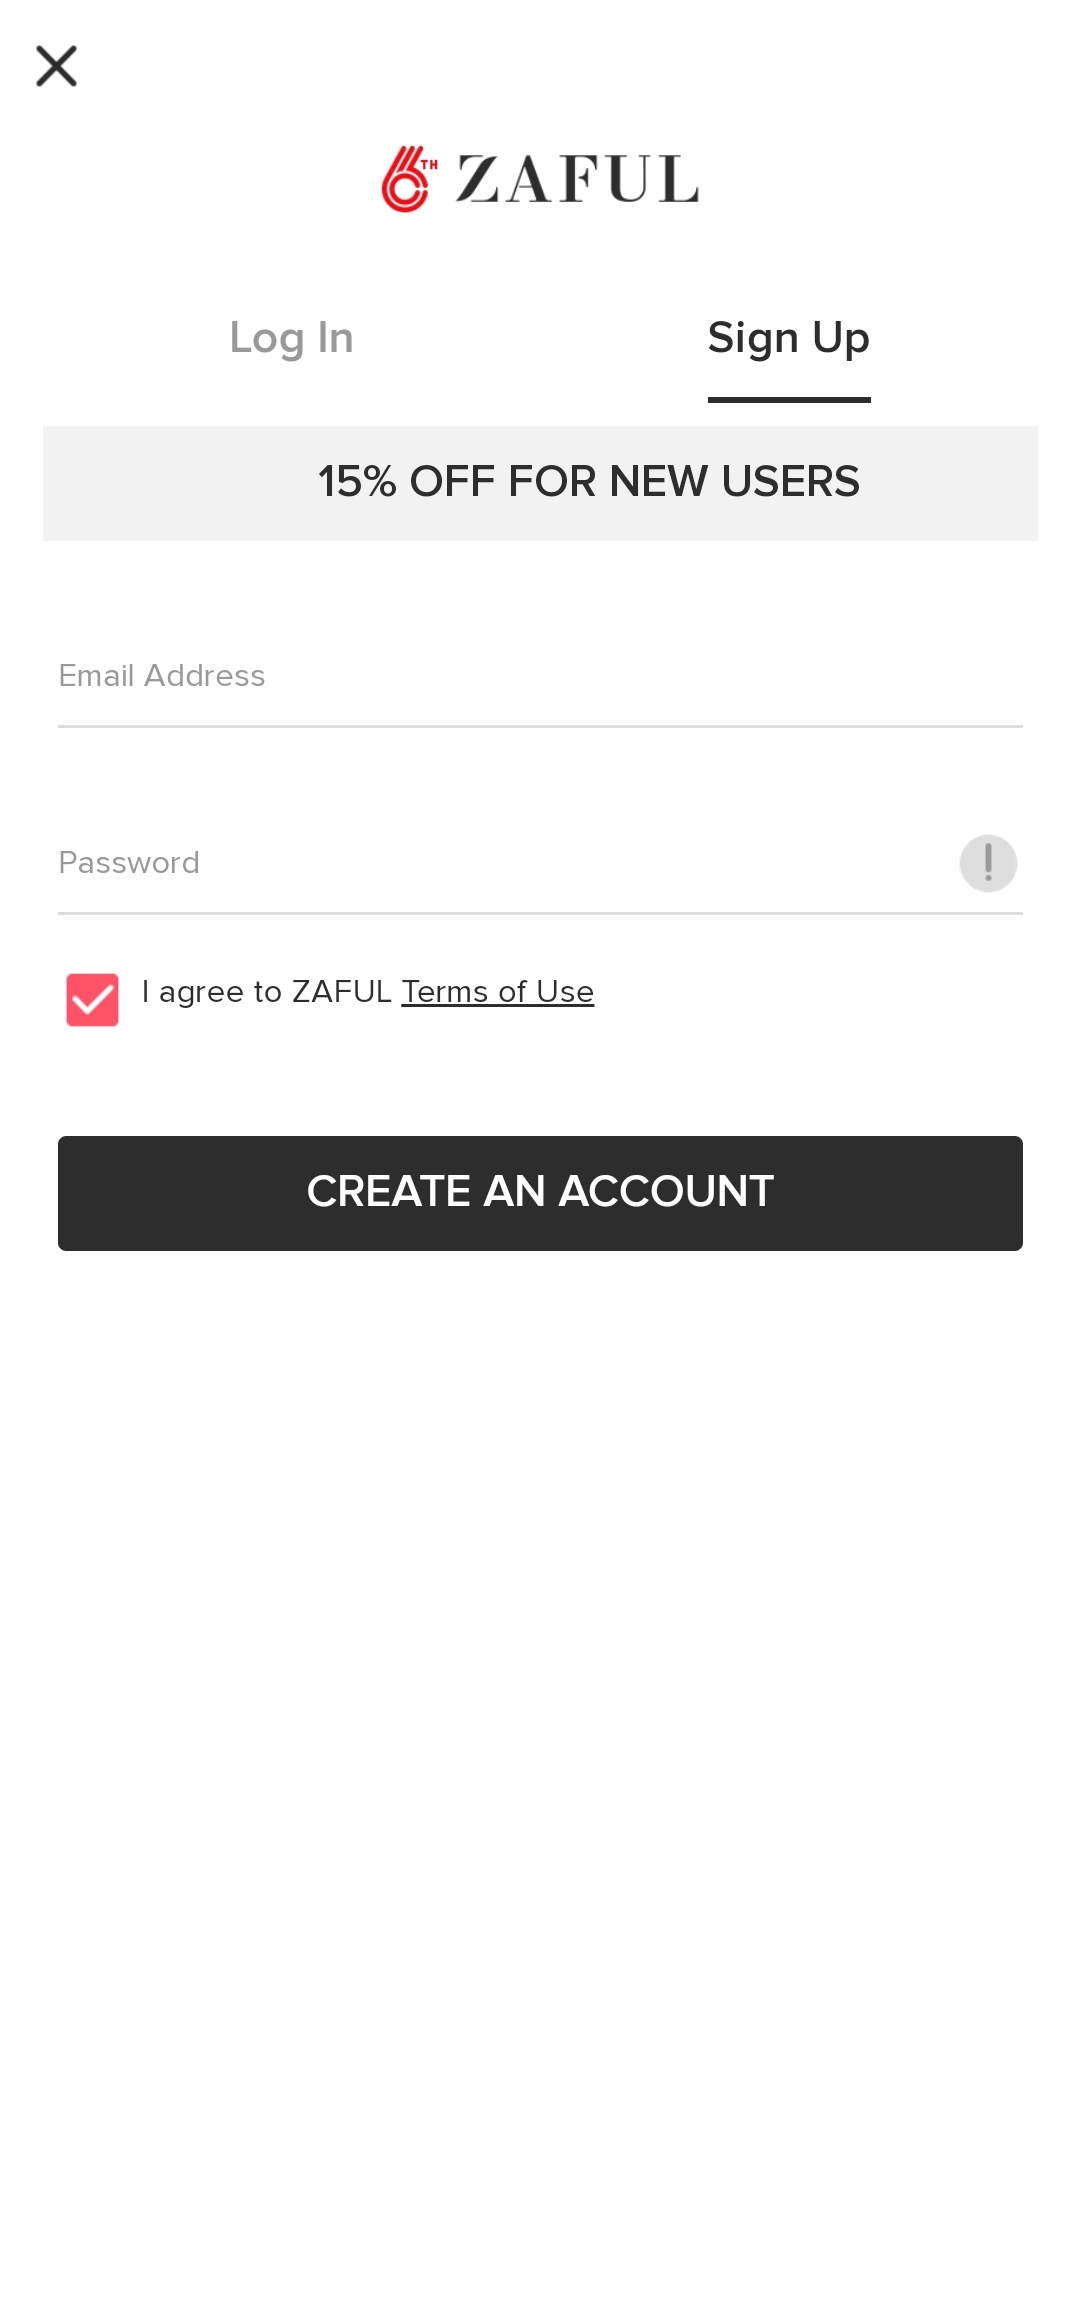 6TH ZAFUL
Log In Sign Up
15% OFF FOR NEW USERS
Email Address
Password
I agree to ZAFUL Terms of Use
CREATE AN ACCOUNT